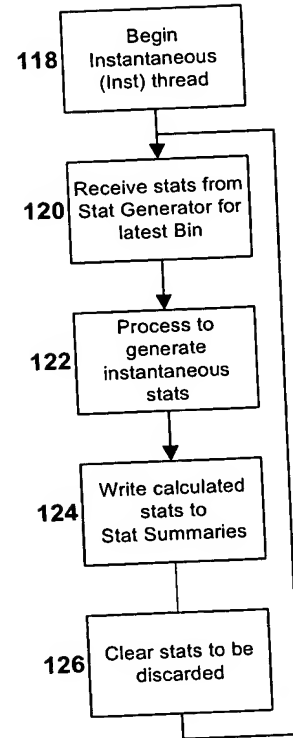 118
Begin
Instantaneous
(Inst) thread
120
Receive stats from
Stat Generator for
latest Bin
122
Process to
generate
instantaneous
stats
124
Write calculated
stats to
Stat Summaries
126
Clear stats to be
discarded